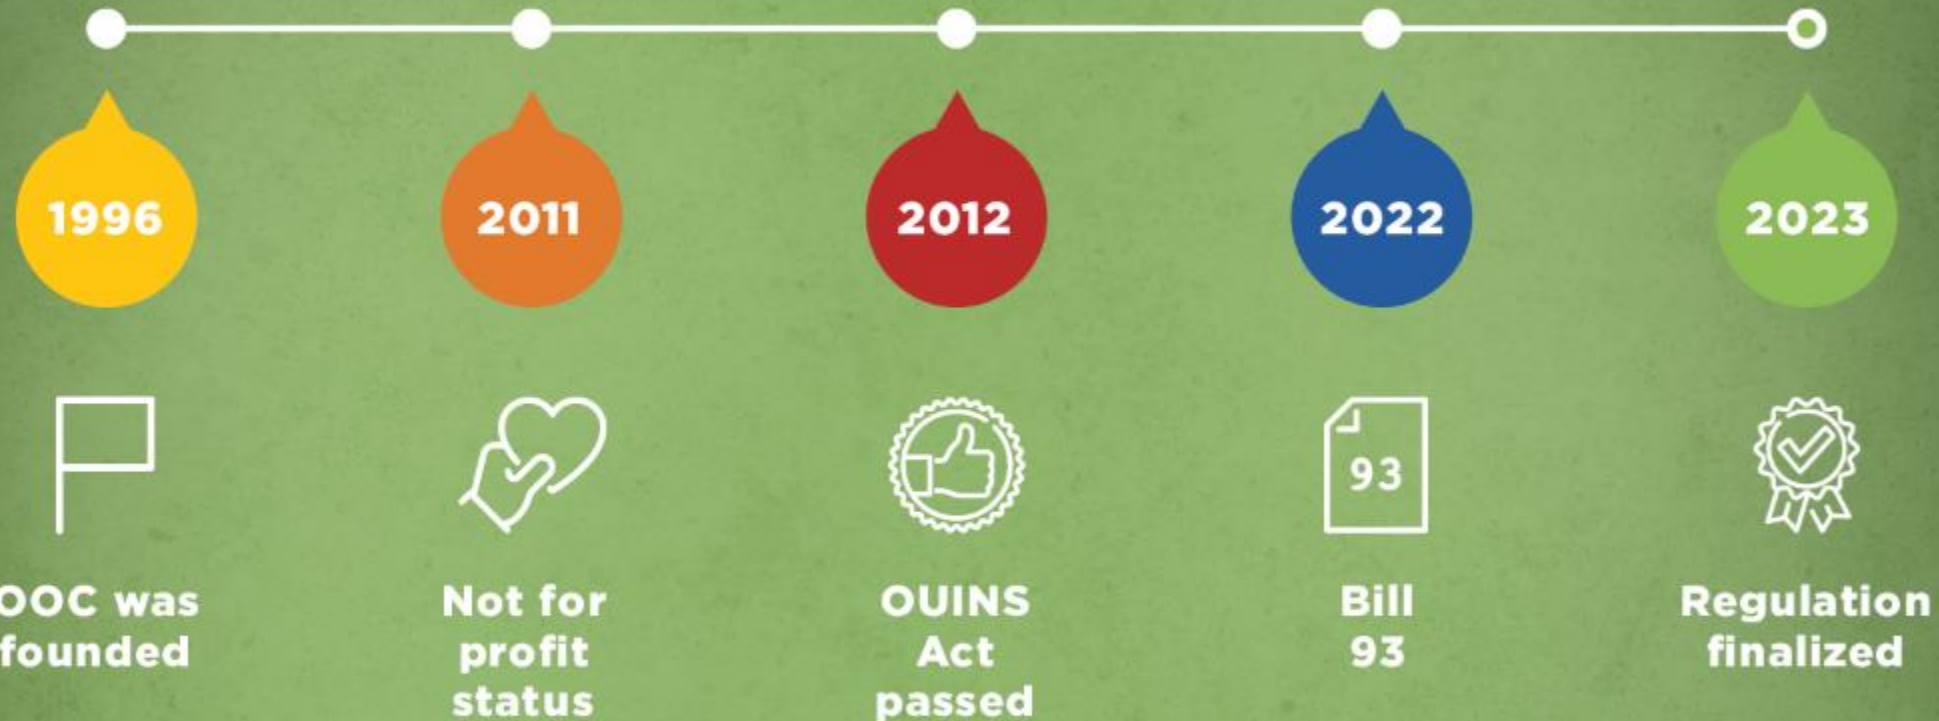 1996
2011
2012
2022
2023
93
OOC was
founded
Not for
profit
status
OUINS
Act
passed
Bill
93
Regulation
finalized